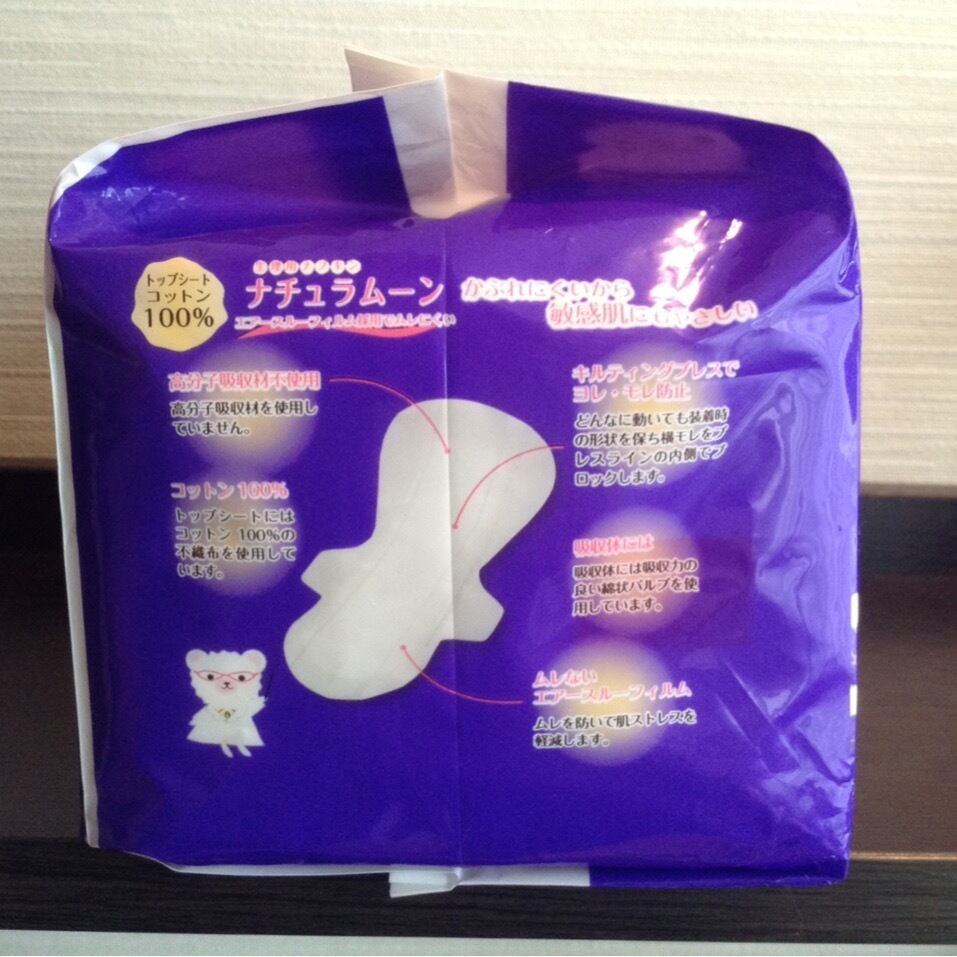 トップシート
コットン
100%
生理用ナプキン
ナチュラムーン
エアースルーフィルム採用でムレにくい
かぶれにくいから
敏感肌にもやさしい
高分子吸収材不使用
高分子吸収材を使用し
ていません。
コットン100%
トップシートには
コットン100%の
不織布を使用して
います。
キルティングプレスで
ヨレ・モレ防止
どんなに動いても装着時
の形状を保ち横モレをプ
レスラインの内側でブ
ロックします。
吸収体には
吸収体には吸収力の
良い綿状パルプを使
用しています。
ムレない
エアースルーフィルム
ムレを防いで肌ストレスを
軽減します。